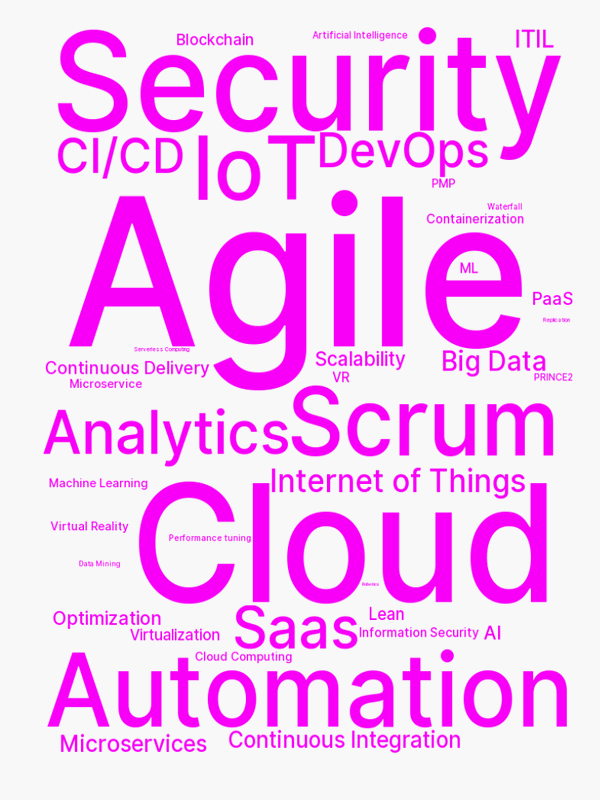 Blockchain
Artificial Intelligence
ITIL
Security
CI/CD
IoT
DevOps
PMP
Waterfall
Containerization
Agile
ML
PaaS
Replication
Serverless Computing
Continuous Delivery
Scalability
Big Data
VR
PRINCE2
Microservice
Analytics
Scrum
Internet of Things
Machine Learning
Cloud
Virtual Reality
Performance tuning
Data Mining
Optimization
Virtualization
Saas
Lean
Information Security
AI
Cloud Computing
Automation
Microservices
Continuous Integration